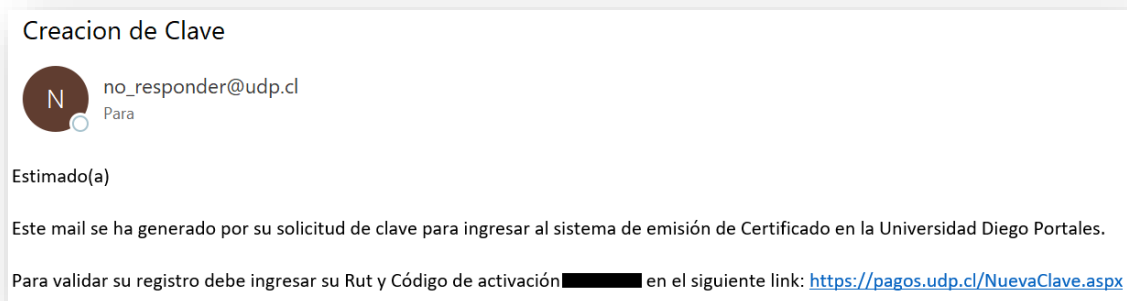 Creacion de Clave
N
no_responder@udp.cl
Para
Estimado(a)
Este mail se ha generado por su solicitud de clave para ingresar al sistema de emisión de Certificado en la Universidad Diego Portales.
Para validar su registro debe ingresar su Rut y Código de activación en el siguiente link: https://pagos.udp.cl/NuevaClave.aspx